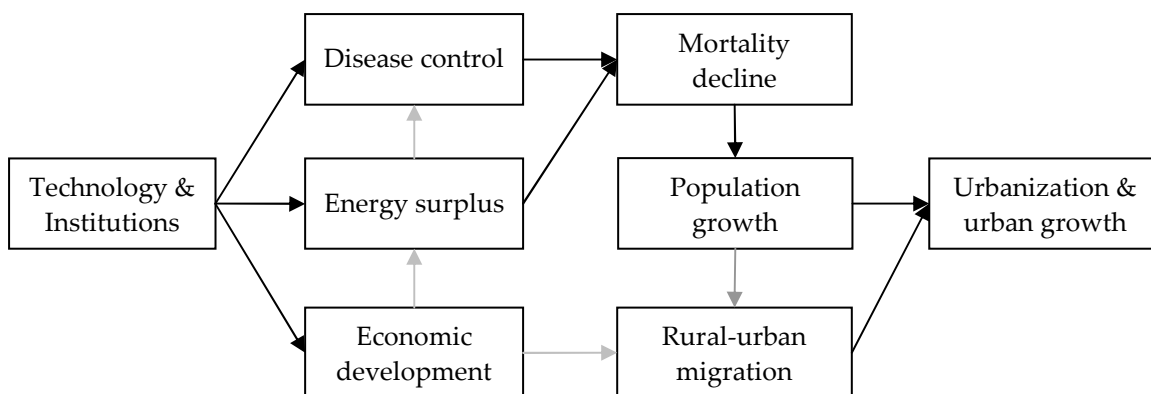 Disease control
Mortality
decline
Technology &
Institutions
Energy surplus
Population
growth
Urbanization &
urban growth
Economic
development
Rural-urban
migration